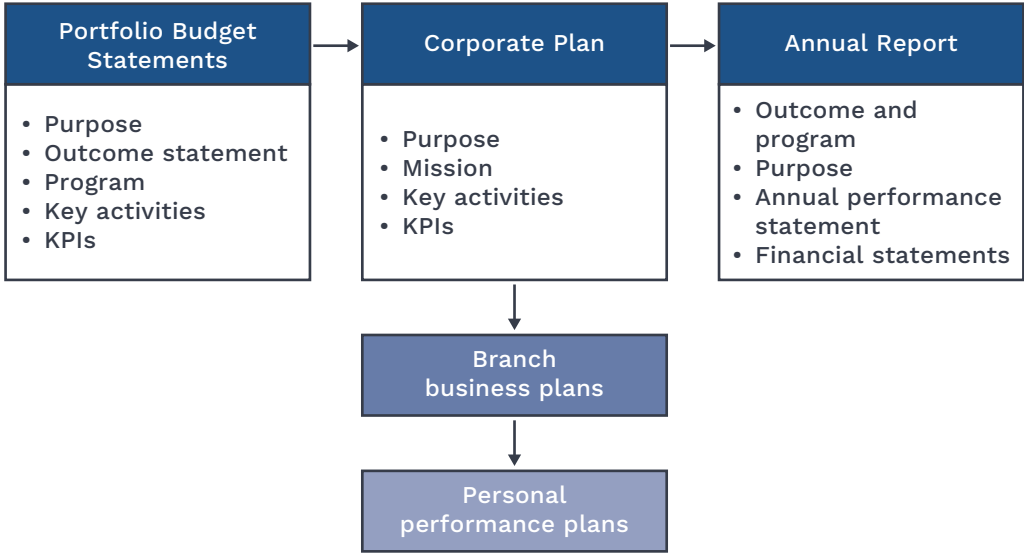 Portfolio Budget
Statements
• Purpose
• Outcome statement
• Program
• Key activities
• KPIs
Corporate Plan
• Purpose
• Mission
• Key activities
• KPIs
Annual Report
• Outcome and
program
• Purpose
• Annual performance
statement
• Financial statements
Branch
business plans
Personal
performance plans